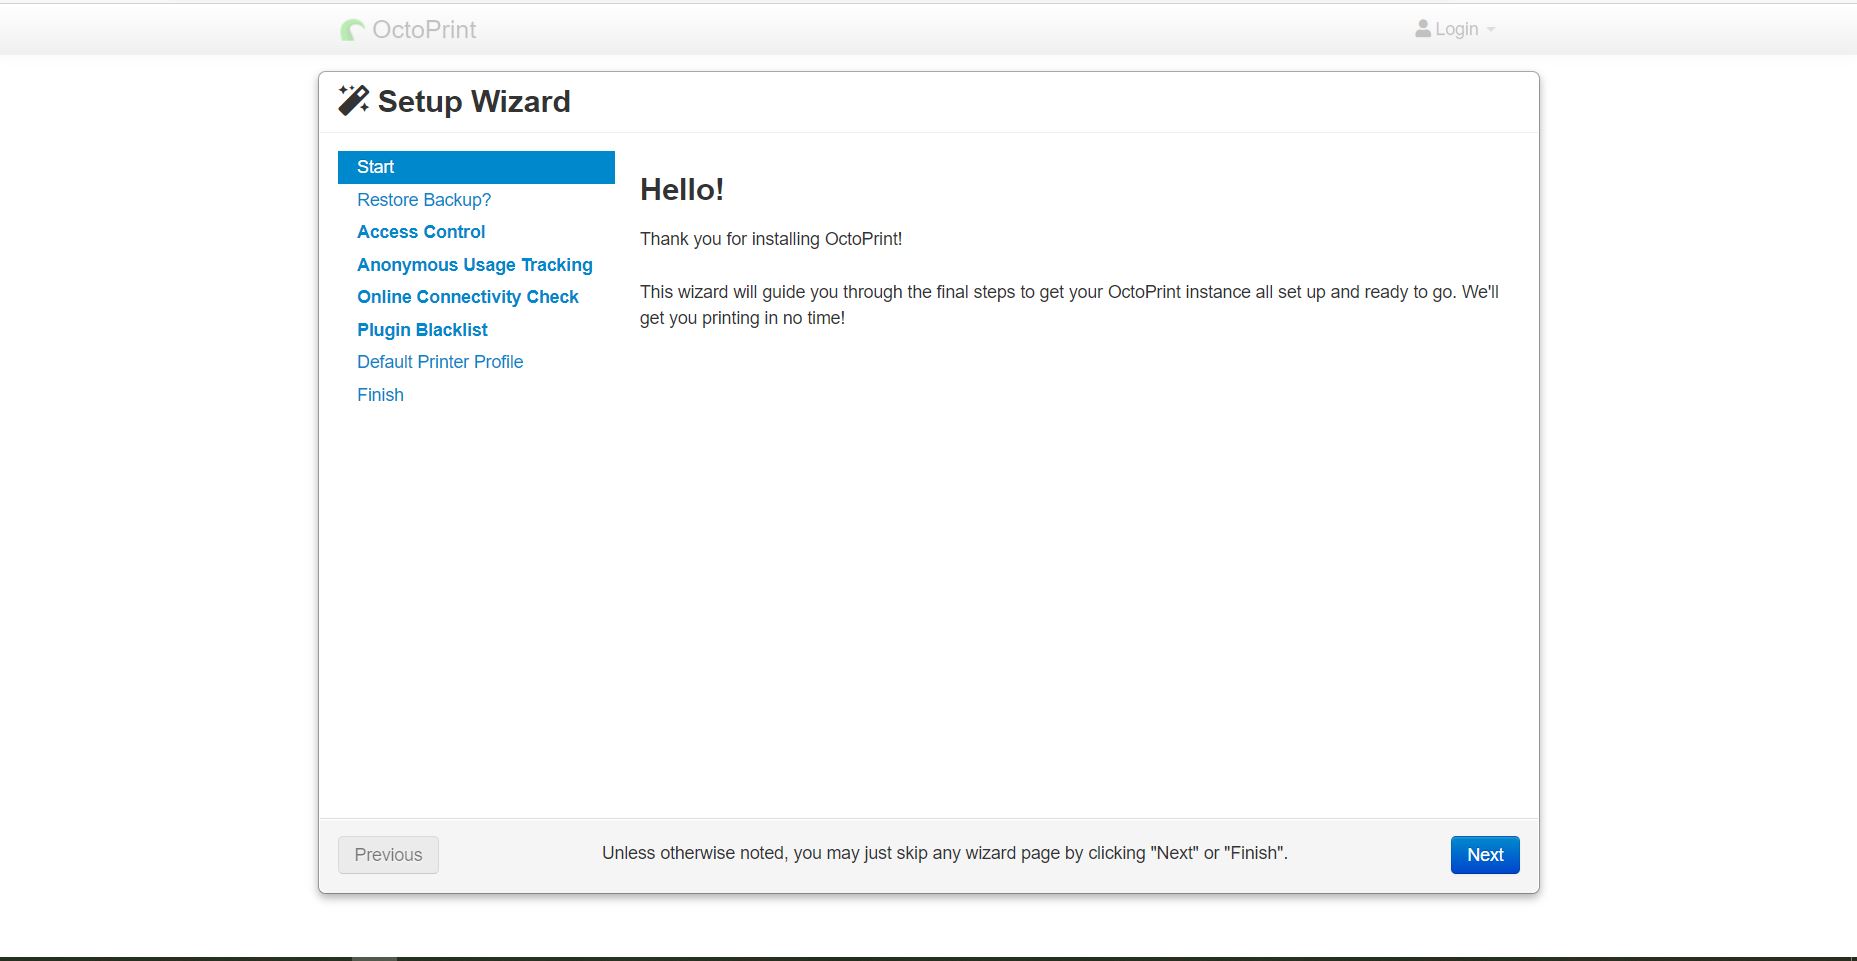 OctoPrint
Login
Setup Wizard
Start
Restore Backup?
Access Control
Anonymous Usage Tracking
Online Connectivity Check
Plugin Blacklist
Default Printer Profile
Finish
Hello!
Thank you for installing OctoPrint!
This wizard will guide you through the final steps to get your OctoPrint instance all set up and ready to go. We'll
get you printing in no time!
Previous
Unless otherwise noted, you may just skip any wizard page by clicking "Next" or "Finish".
Next